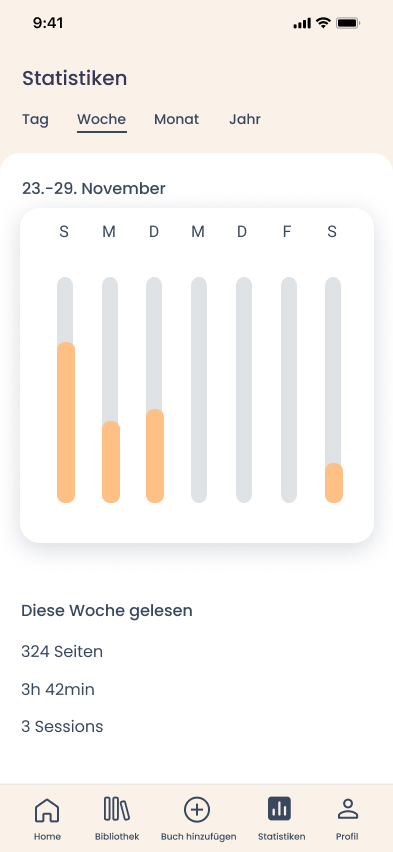 9:41
Statistiken
Tag Woche Monat Jahr
23.-29. November
S M D M D F S
Diese Woche gelesen
324 Seiten
3h 42min
3 Sessions
Home Bibliothek Buch hinzufügen Statistiken Profil